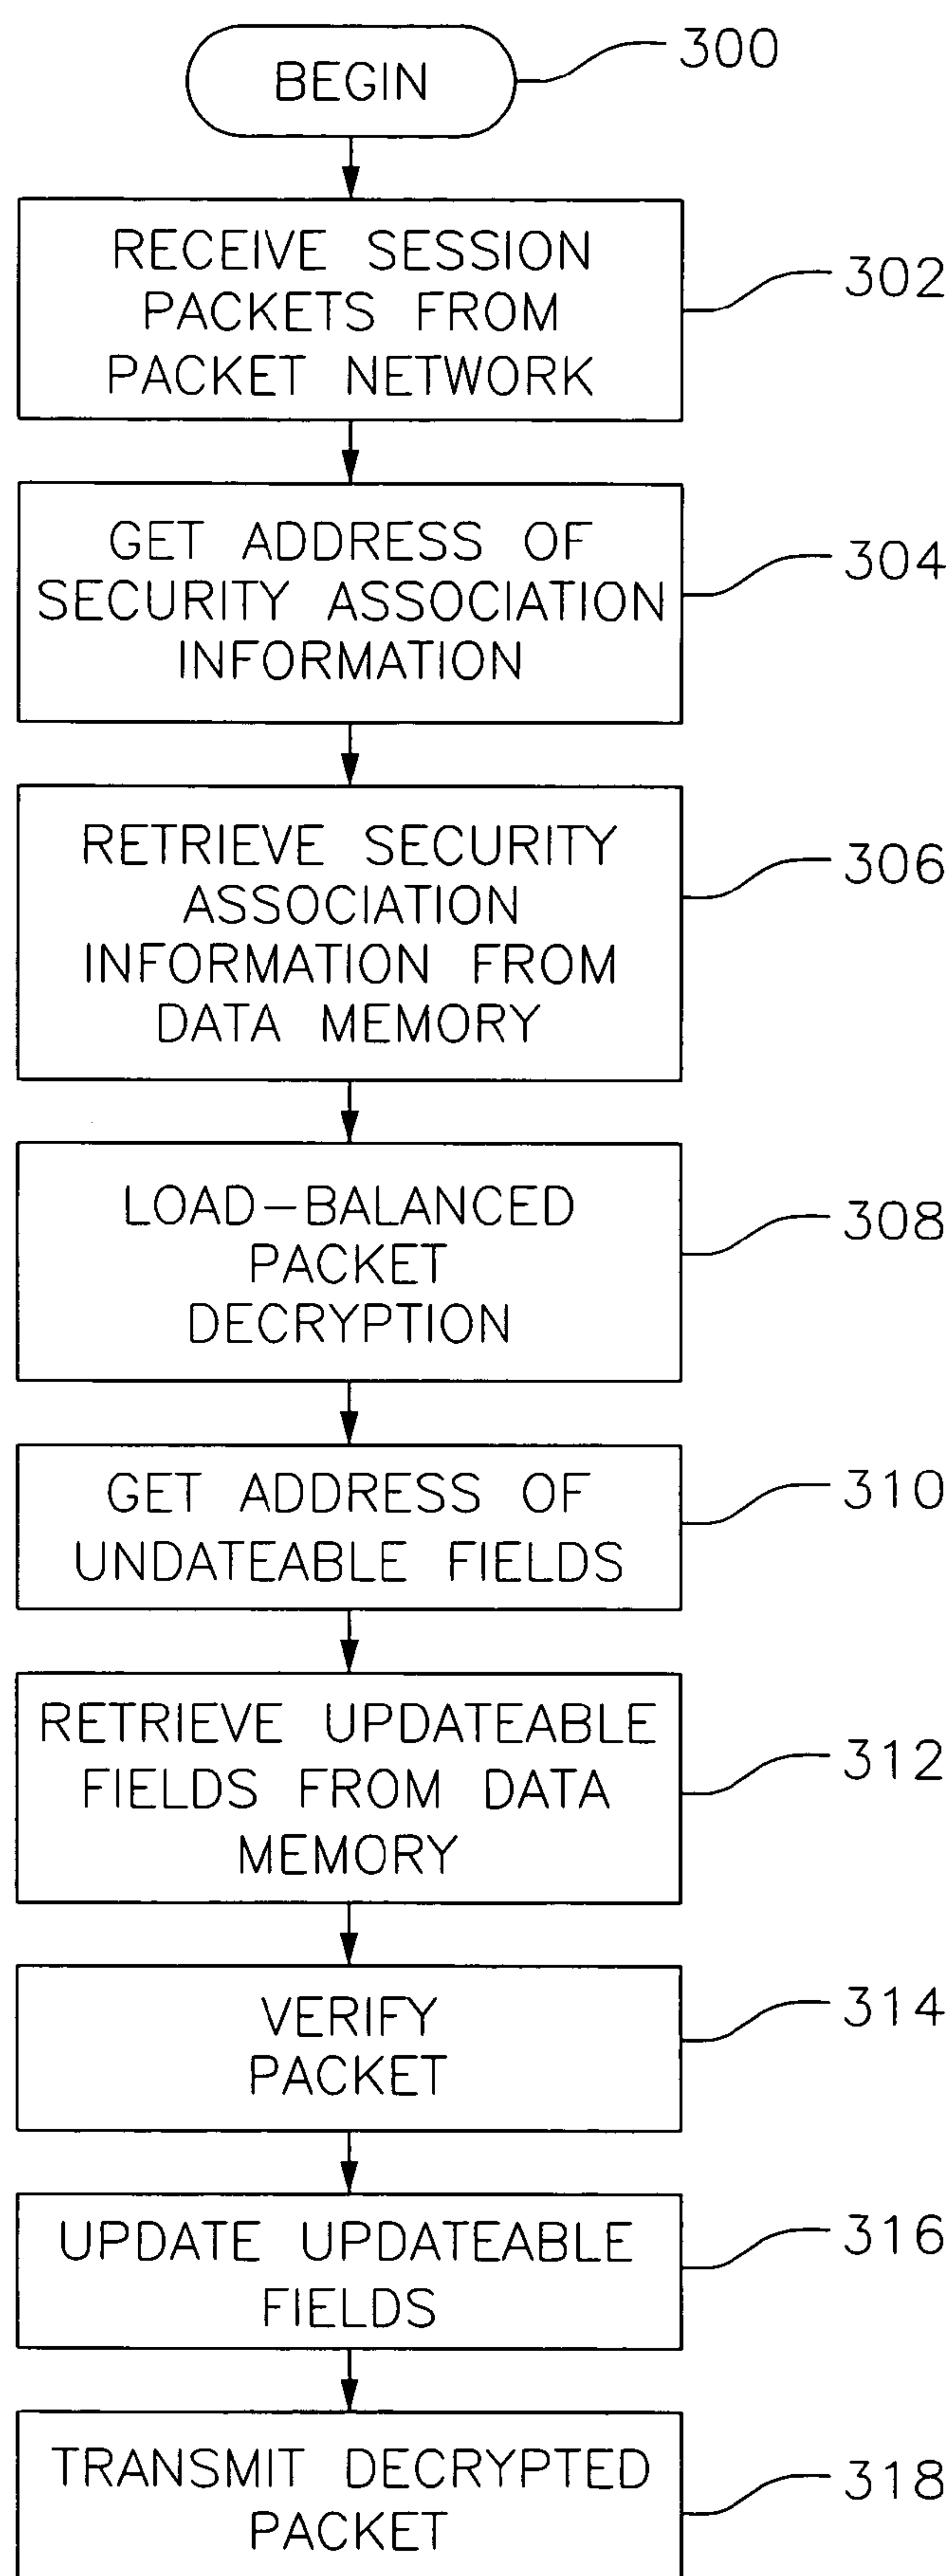 BEGIN
300
RECEIVE SESSION
PACKETS FROM
PACKET NETWORK
302
GET ADDRESS OF
SECURITY ASSOCIATION
INFORMATION
304
RETRIEVE SECURITY
ASSOCIATION
INFORMATION FROM
DATA MEMORY
306
LOAD-BALANCED
PACKET
DECRYPTION
308
GET ADDRESS OF
UNDATEABLE FIELDS
310
RETRIEVE UPDATEABLE
FIELDS FROM DATA
MEMORY
312
VERIFY
PACKET
314
UPDATE UPDATEABLE
FIELDS
316
TRANSMIT DECRYPTED
PACKET
318